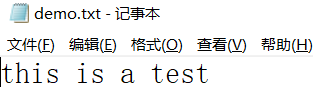 demo.txt - 记事本
文件(F) 编辑(E) 格式(O) 查看(V) 帮助(H)
this is a test